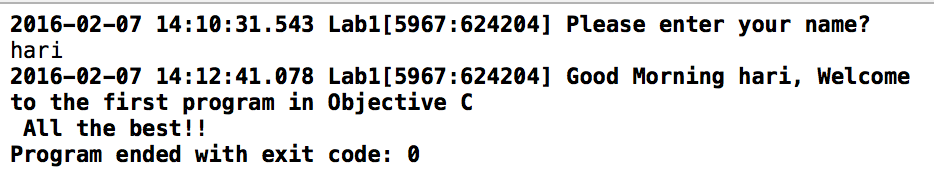 2016-02-07 14:10:31.543 Lab1[5967:624204] Please enter your name?
hari
2016-02-07 14:12:41.078 Lab1[5967:624204] Good Morning hari, Welcome
to the first program in Objective C
 All the best!!
Program ended with exit code: 0